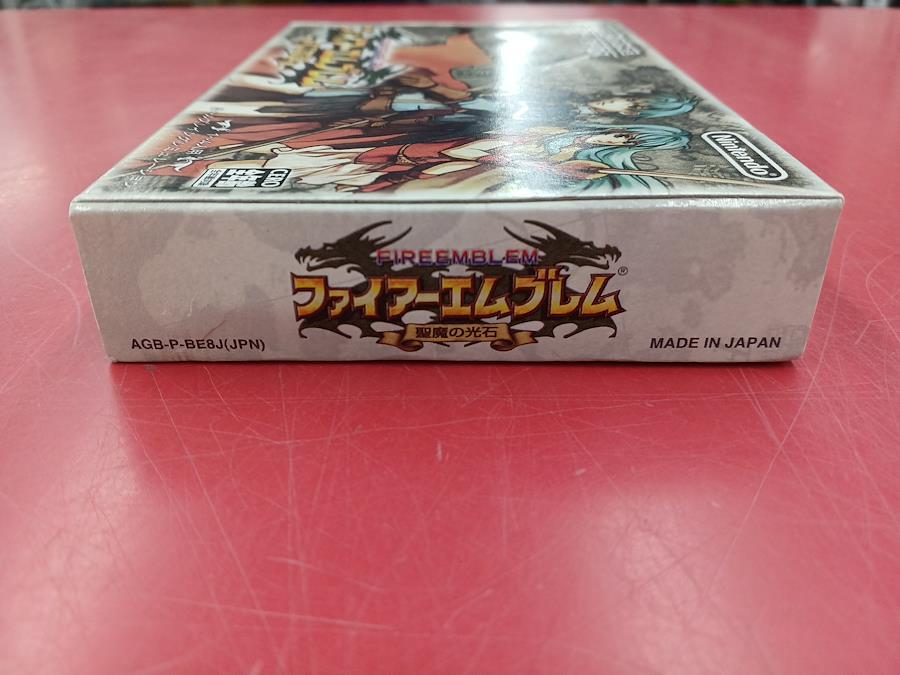 Nintendo
CERO
FIRE EMBLEM
ファイアーエムブレム®
聖魔の光石
AGB-P-BE8J(JPN)
MADE IN JAPAN